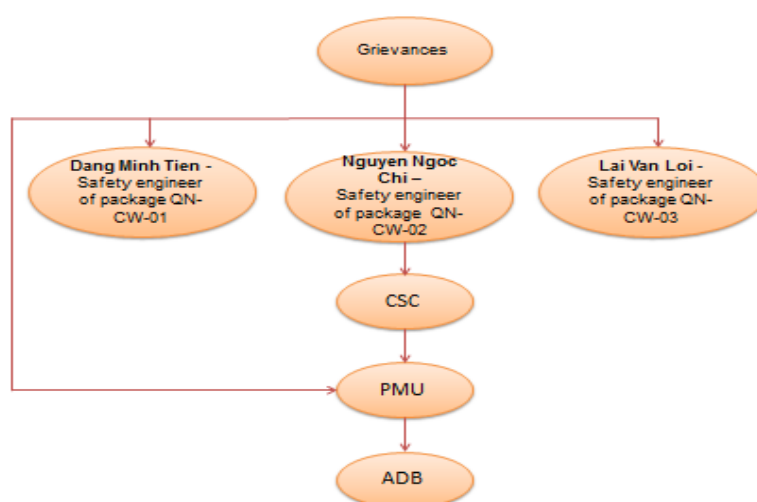 Grievances
Dang Minh Tien -
Safety engineer
of package QN-
CW-01
Nguyen Ngoc
Chi –
Safety engineer
of package QN-
CW-02
Lai Van Loi -
Safety engineer
of package QN-
CW-03
CSC
PMU
ADB